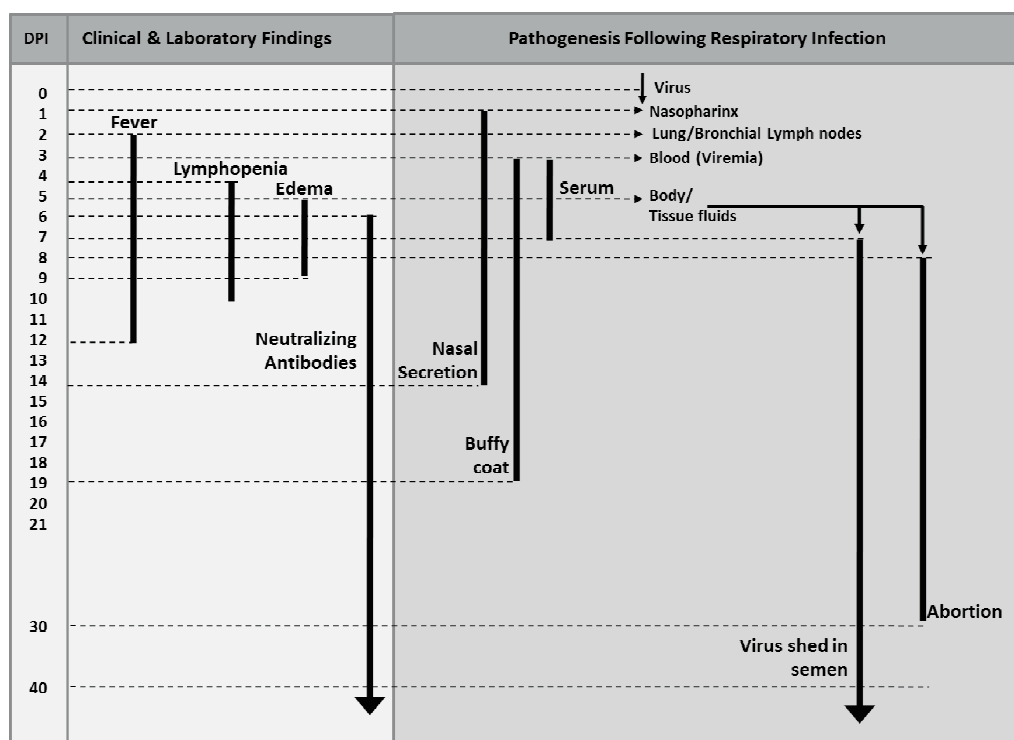 DPI
Clinical & Laboratory Findings
Pathogenesis Following Respiratory Infection
0
1
2
3
4
5
6
7
8
9
10
11
12
13
14
15
16
17
18
19
20
21
30
40
Fever
Lymphopenia
Edema
Neutralizing
Antibodies
Virus
Nasopharinx
Lung/Bronchial Lymph nodes
Blood (Viremia)
Serum
Body/
Tissue fluids
Nasal
Secretion
Buffy
coat
Abortion
Virus shed in
semen